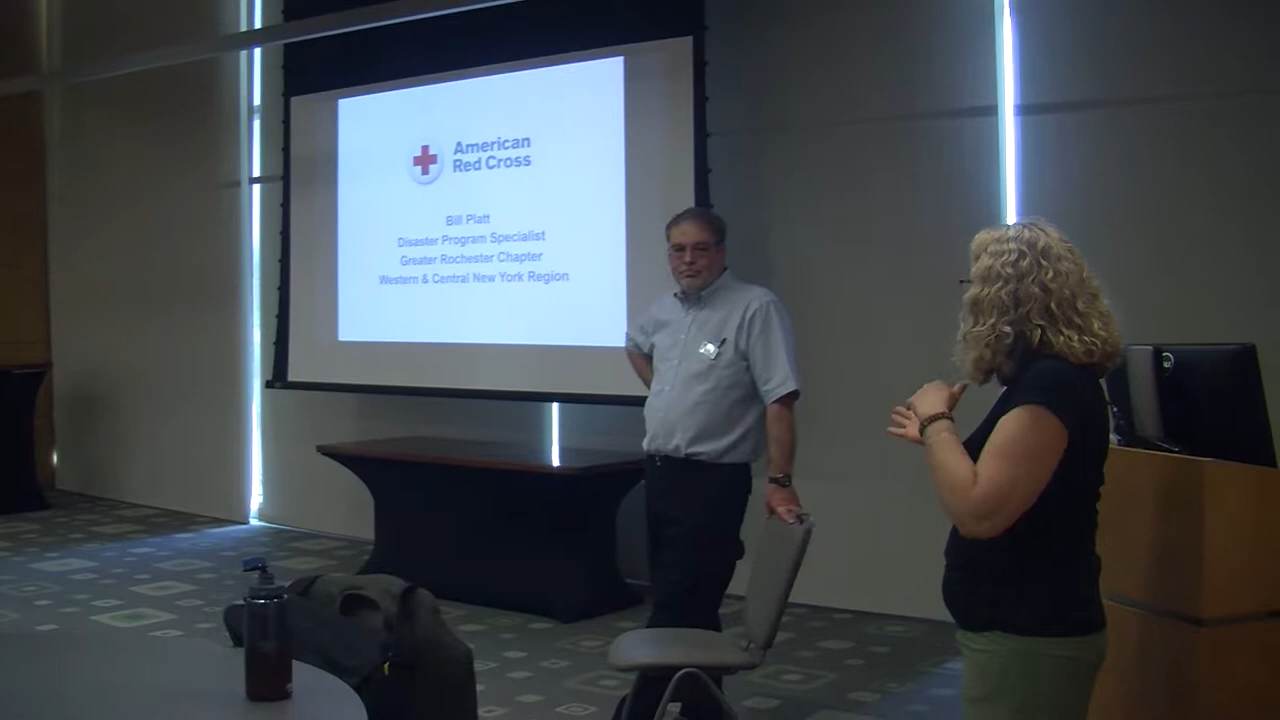 American
Red Cross
Bill Platt
Disaster Program Specialist
Greater Rochester Chapter
Western & Central New York Region